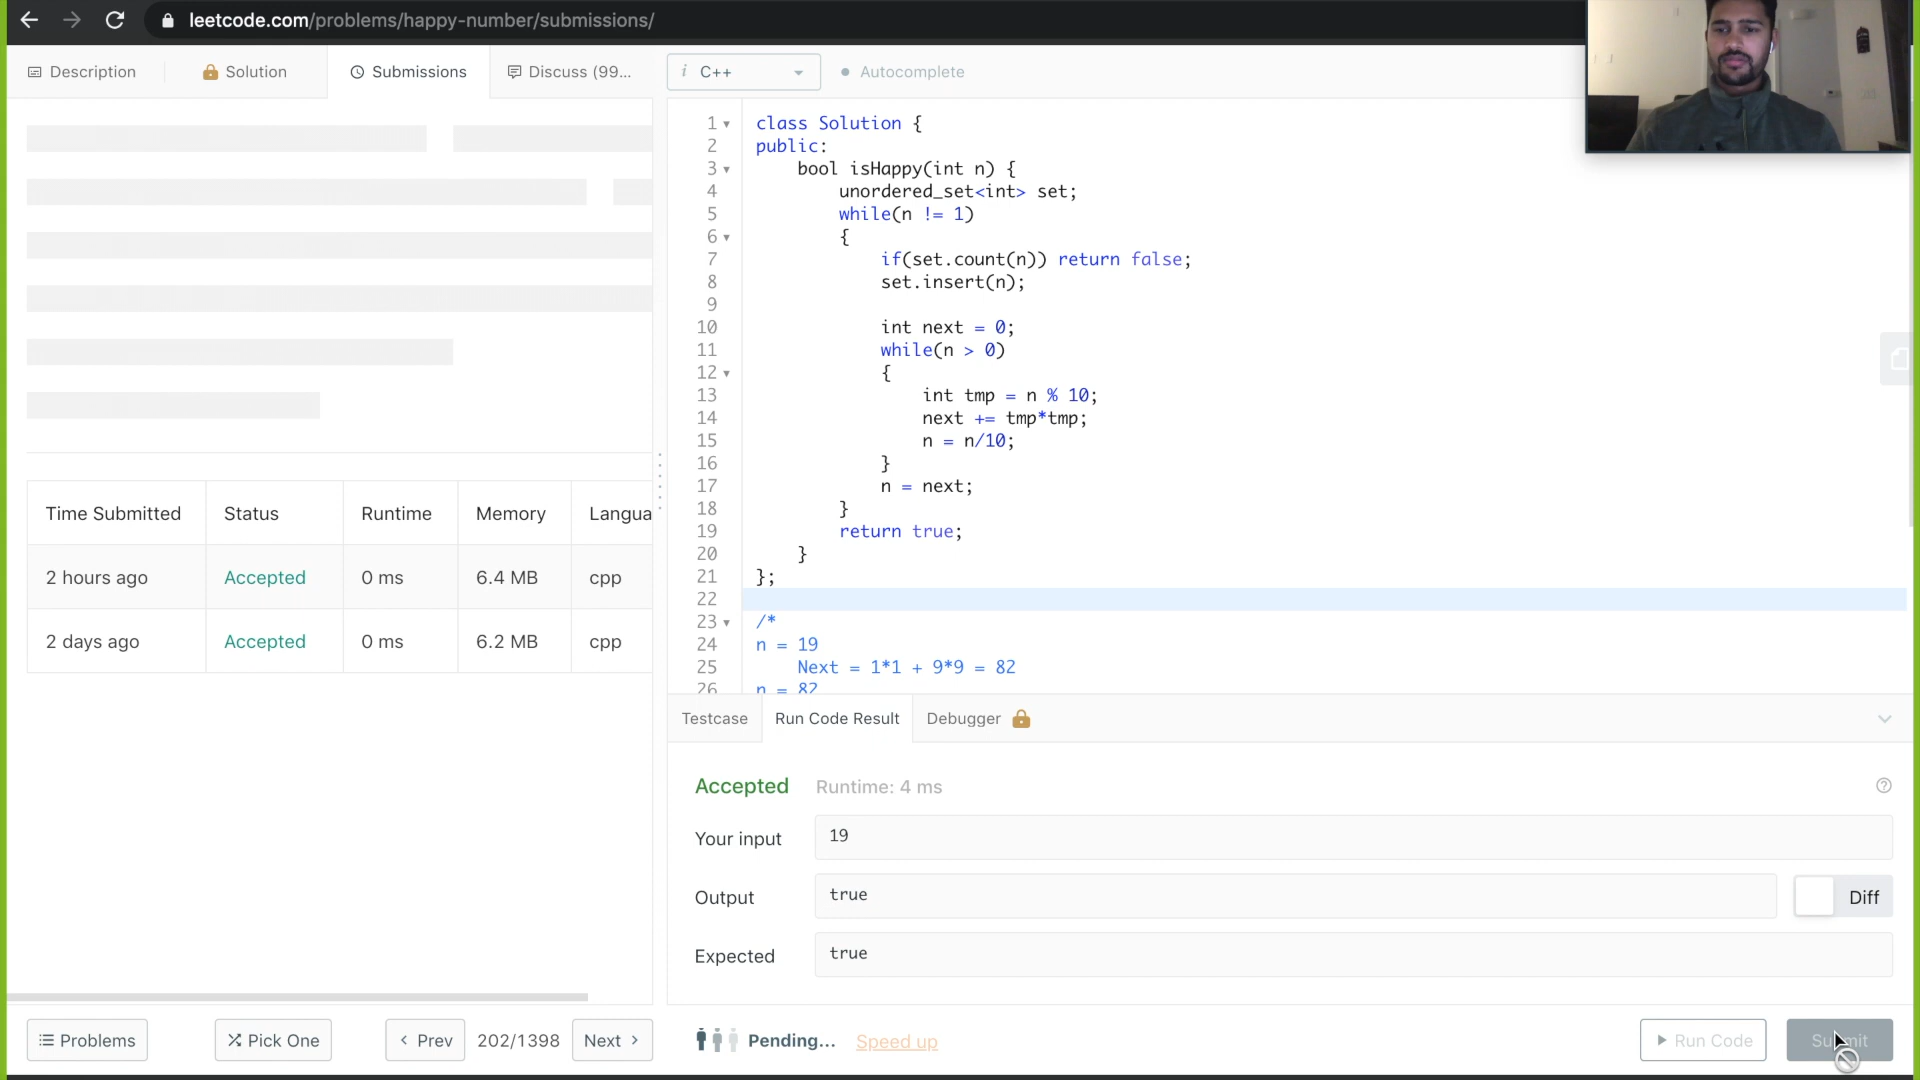 leetcode.com/problems/happy-number/submissions/
Description
Solution
Submissions
Discuss (99...
i C++
Autocomplete
1 class Solution {
2 public:
3 bool isHappy(int n) {
4 unordered_set<int> set;
5 while(n != 1)
6 {
7 if(set.count(n)) return false;
8 set.insert(n);
9
10 int next = 0;
11 while(n > 0)
12 {
13 int tmp = n % 10;
14 next += tmp*tmp;
15 n = n/10;
16 }
17 n = next;
18 }
19 return true;
20 }
21 };
22
23 /*
24 n = 19
25 Next = 1*1 + 9*9 = 82
26 n = 82
Time Submitted Status Runtime Memory Langua
2 hours ago Accepted 0 ms 6.4 MB cpp
2 days ago Accepted 0 ms 6.2 MB cpp
Testcase Run Code Result Debugger
Accepted Runtime: 4 ms
Your input 19
Output true Diff
Expected true
Problems Pick One Prev 202/1398 Next
Pending... Speed up Run Code Submit